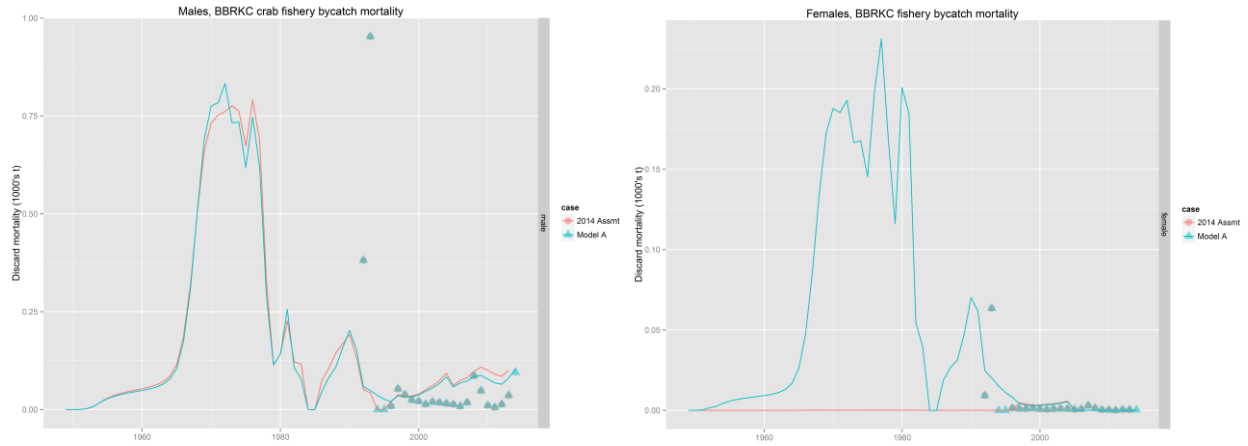 Males, BBRKC crab fishery bycatch mortality
1.00
0.75
0.50
0.25
0.00
Discard mortality (1000's t)
1960
1980
2000
male
case
2014 Assmt
Model A
Females, BBRKC fishery bycatch mortality
0.20
0.15
0.10
0.05
0.00
Discard mortality (1000's t)
1960
1980
2000
female
case
2014 Assmt
Model A